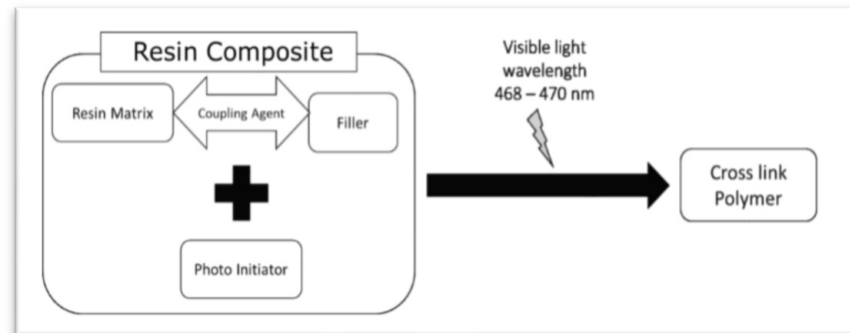 Resin Composite
Resin Matrix
Coupling Agent
Filler
Photo Initiator
Visible light
wavelength
468 – 470 nm
Cross link
Polymer